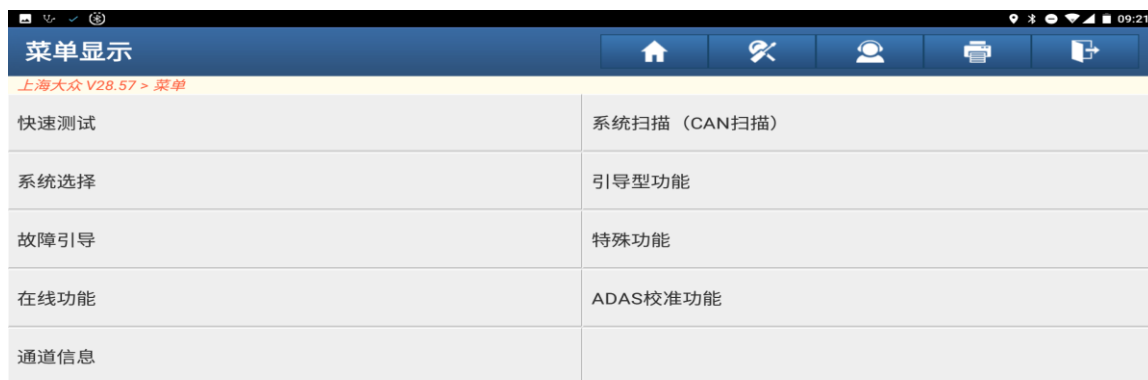 09:21
菜单显示
上海大众 V28.57 > 菜单
快速测试 系统扫描（CAN扫描）
系统选择 引导型功能
故障引导 特殊功能
在线功能 ADAS校准功能
通道信息